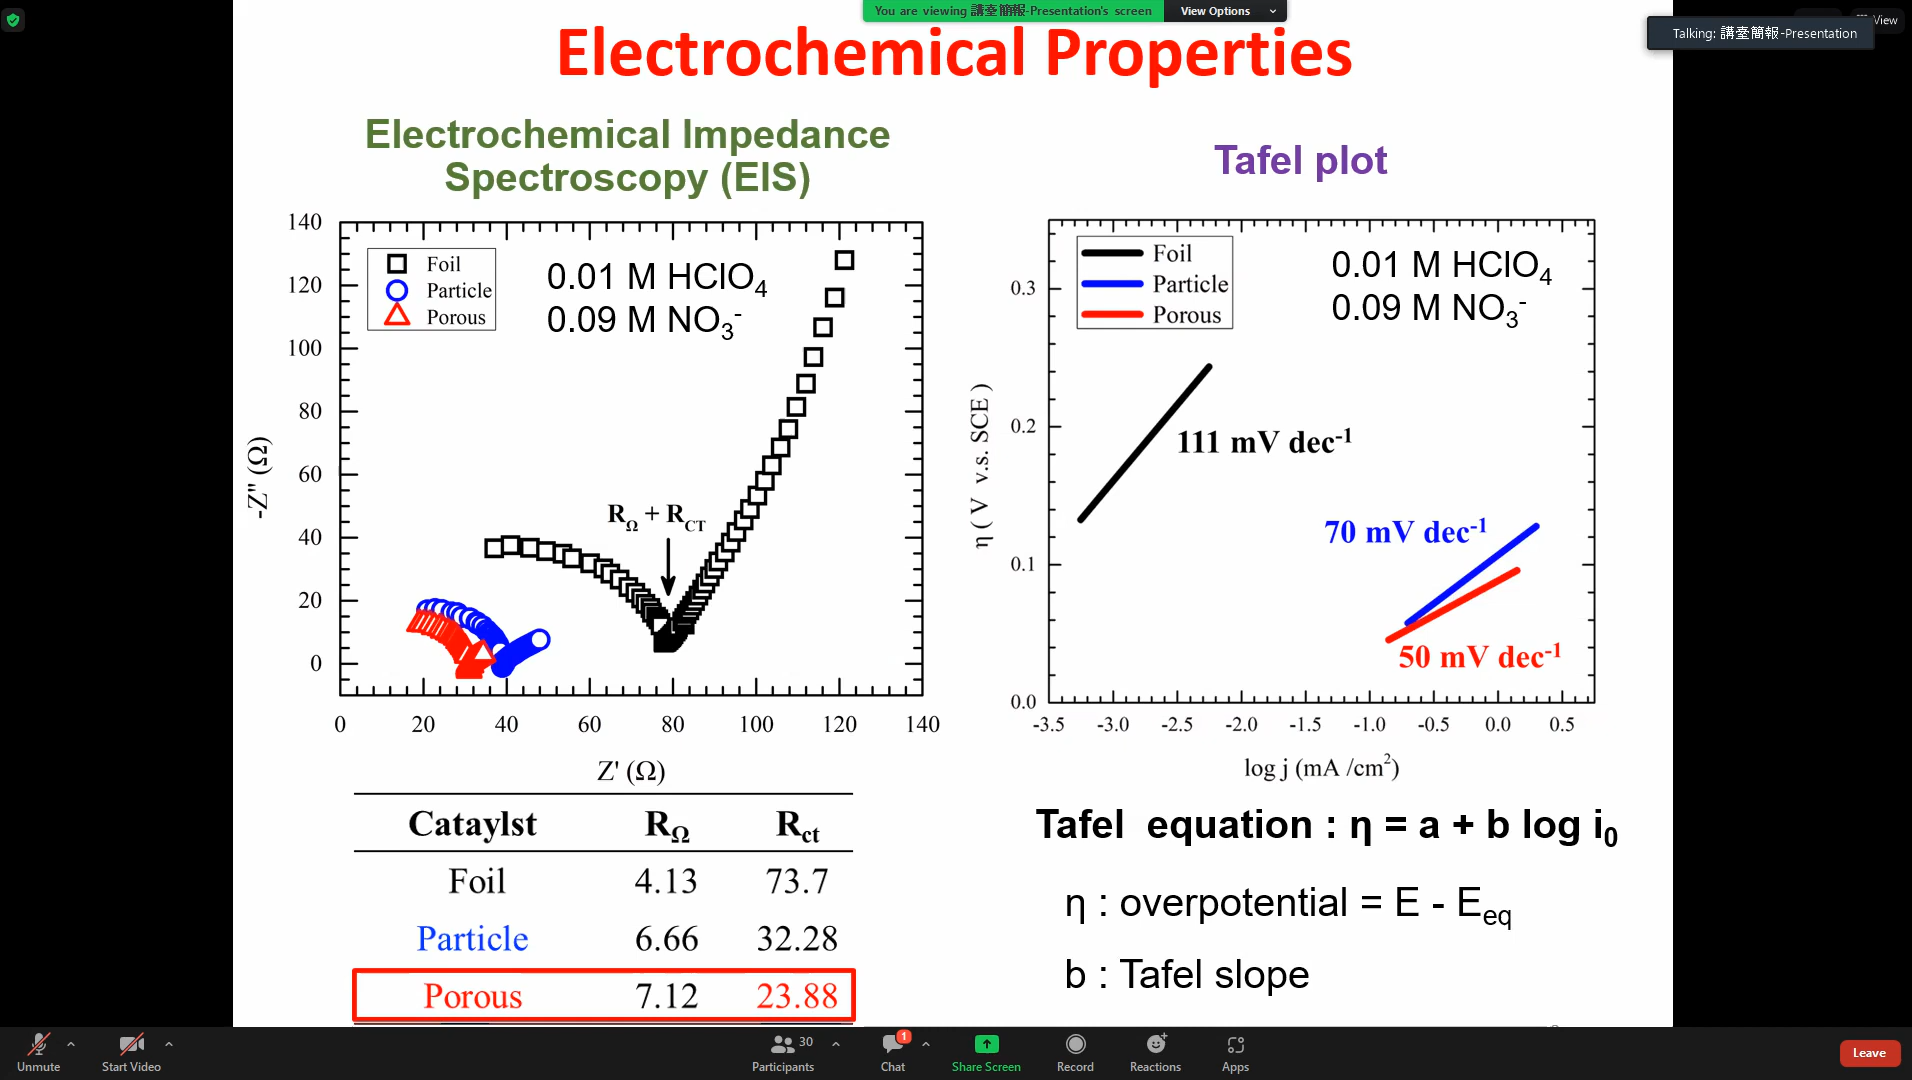 You are viewing 講臺簡報-Presentation's screen
View Options
View
Talking: 講臺簡報-Presentation
Electrochemical Properties
Electrochemical Impedance
Spectroscopy (EIS)
140
120
100
80
60
40
20
0
-Z" (Ω)
Foil
Particle
Porous
0.01 M HClO4
0.09 M NO3-
RΩ + RCT
0 20 40 60 80 100 120 140
Z' (Ω)
Cataylst RΩ Rct
Foil 4.13 73.7
Particle 6.66 32.28
Porous 7.12 23.88
Tafel plot
0.3
0.2
0.1
0.0
η ( V v.s. SCE )
Foil
Particle
Porous
0.01 M HClO4
0.09 M NO3-
111 mV dec-1
70 mV dec-1
50 mV dec-1
-3.5 -3.0 -2.5 -2.0 -1.5 -1.0 -0.5 0.0 0.5
log j (mA /cm2)
Tafel equation : η = a + b log i0
η : overpotential = E - Eeq
b : Tafel slope
Unmute
Start Video
30
Participants
1
Chat
Share Screen
Record
Reactions
Apps
Leave